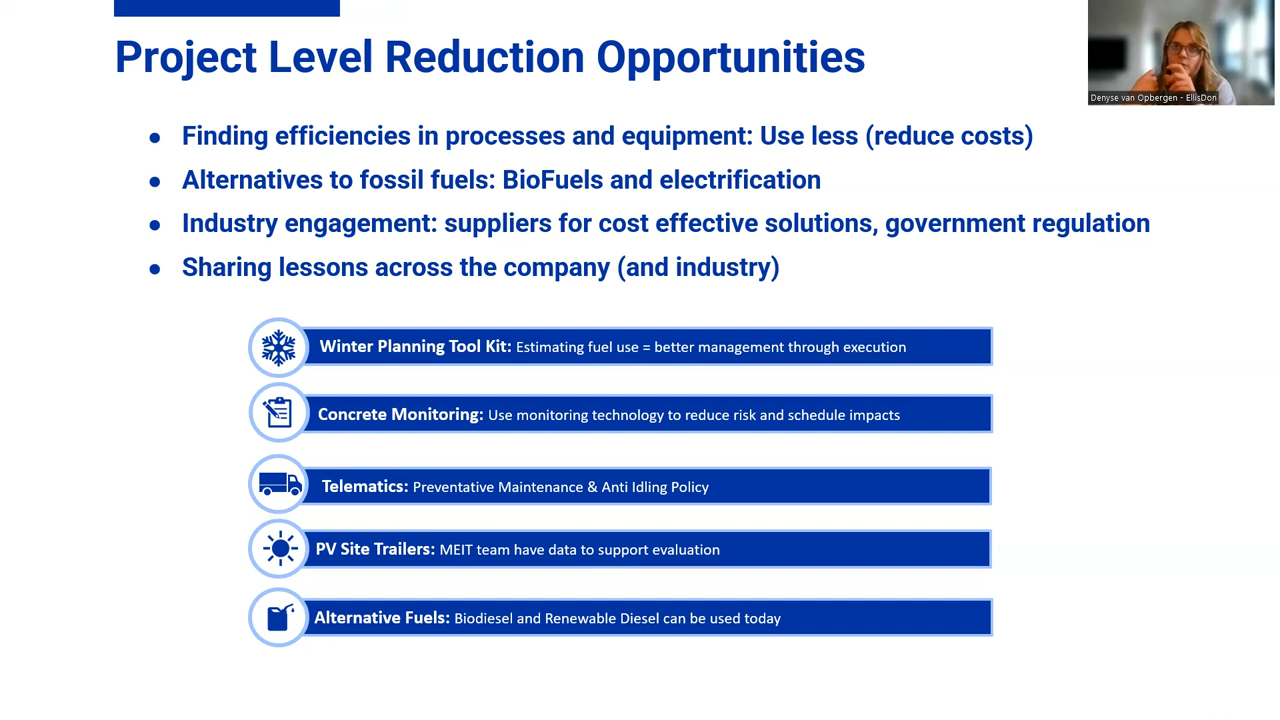 Project Level Reduction Opportunities
Denyse van Opbergen - EllisDon
● Finding efficiencies in processes and equipment: Use less (reduce costs)
● Alternatives to fossil fuels: BioFuels and electrification
● Industry engagement: suppliers for cost effective solutions, government regulation
● Sharing lessons across the company (and industry)
Winter Planning Tool Kit: Estimating fuel use = better management through execution
Concrete Monitoring: Use monitoring technology to reduce risk and schedule impacts
Telematics: Preventative Maintenance & Anti Idling Policy
PV Site Trailers: MEIT team have data to support evaluation
Alternative Fuels: Biodiesel and Renewable Diesel can be used today